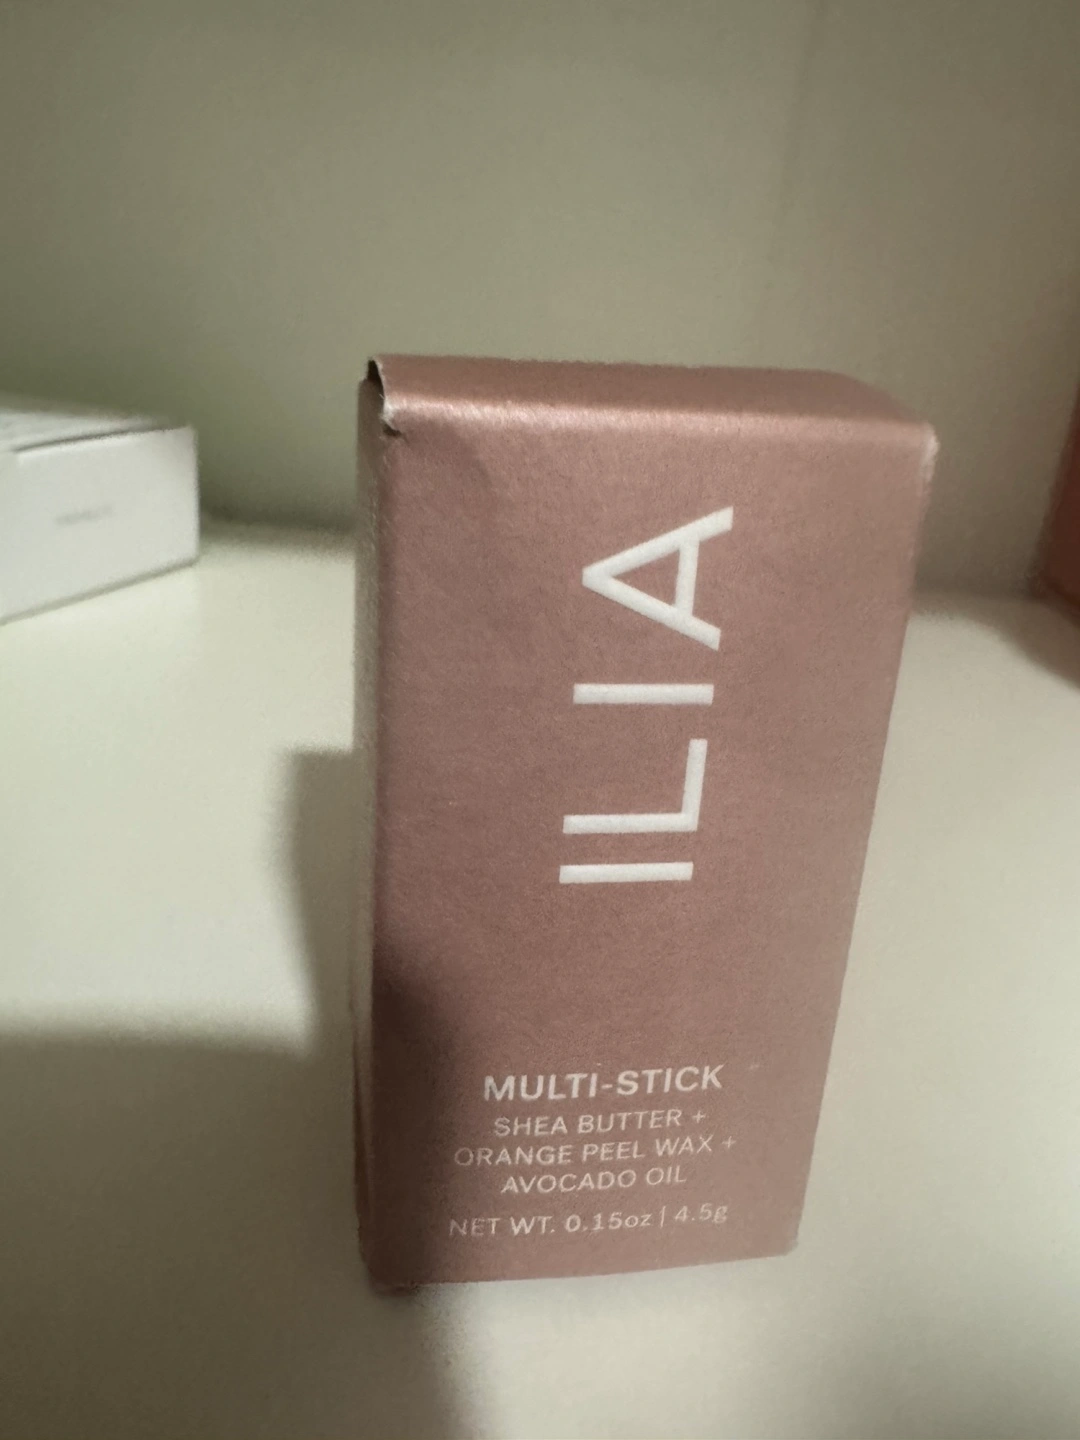 ILIA
MULTI-STICK
SHEA BUTTER +
ORANGE PEEL WAX +
AVOCADO OIL
NET WT. 0.15oz | 4.5g